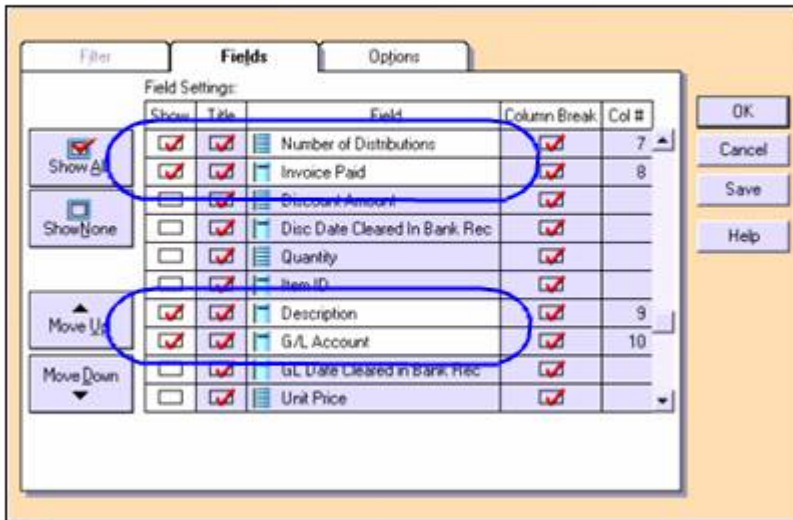 Filter
Fields
Options
Field Settings:
Show Title Field Column Break Col #
Number of Distributions 7
Invoice Paid 8
Discount Amount
Disc Date Cleared In Bank Rec
Quantity
Item ID
Description 9
G/L Account 10
GL Date Cleared in Bank Rec
Unit Price
Show All
Show None
Move Up
Move Down
OK
Cancel
Save
Help